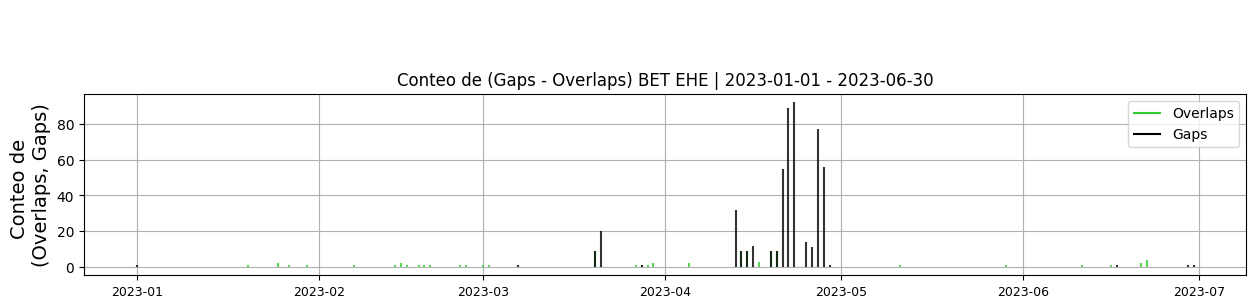 Conteo de (Gaps - Overlaps) BET EHE | 2023-01-01 - 2023-06-30
Conteo de
(Overlaps, Gaps)
80
60
40
20
0
Overlaps
Gaps
2023-01
2023-02
2023-03
2023-04
2023-05
2023-06
2023-07